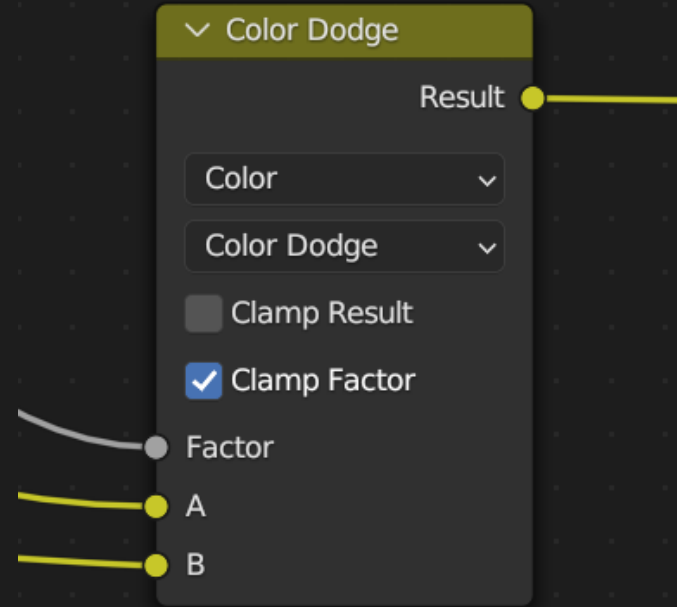 Color Dodge
Result
Color
Color Dodge
Clamp Result
Clamp Factor
Factor
A
B